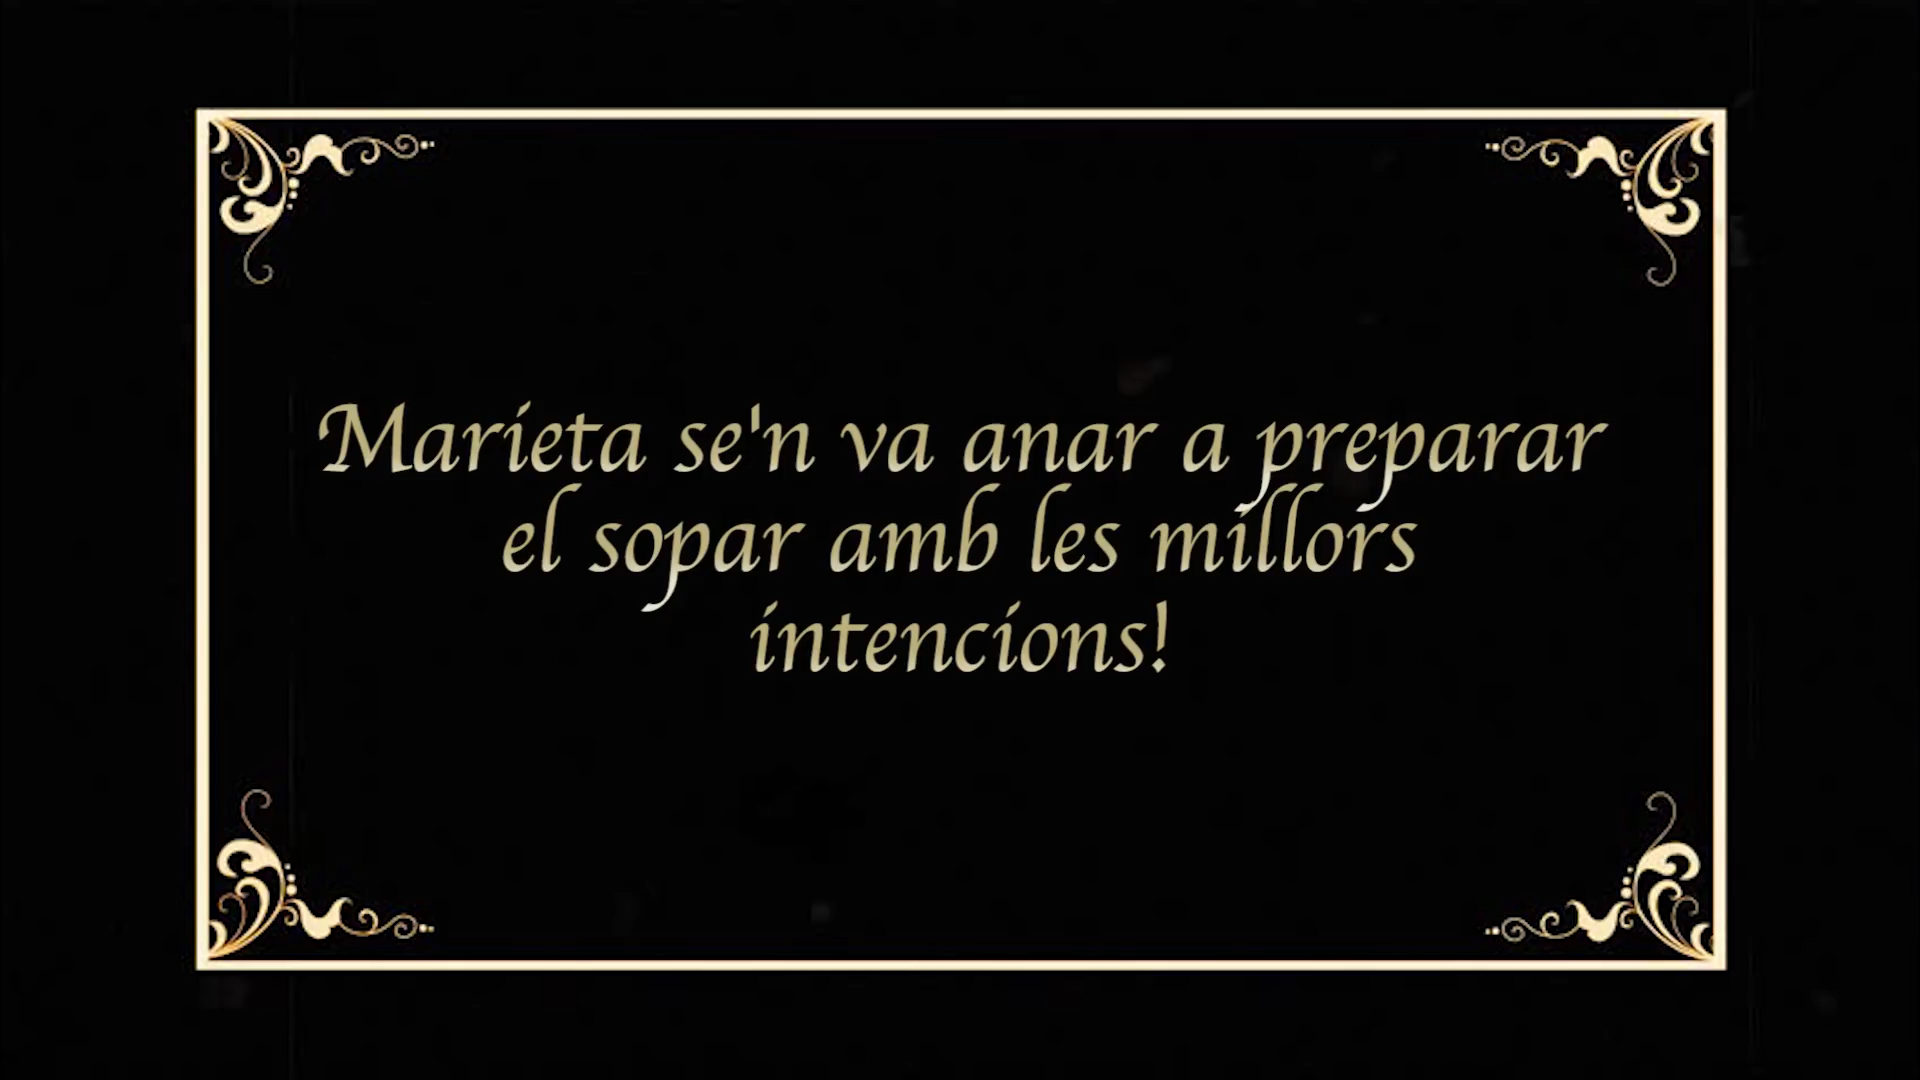 Marieta se'n va anar a preparar
el sopar amb les millors
intencions!